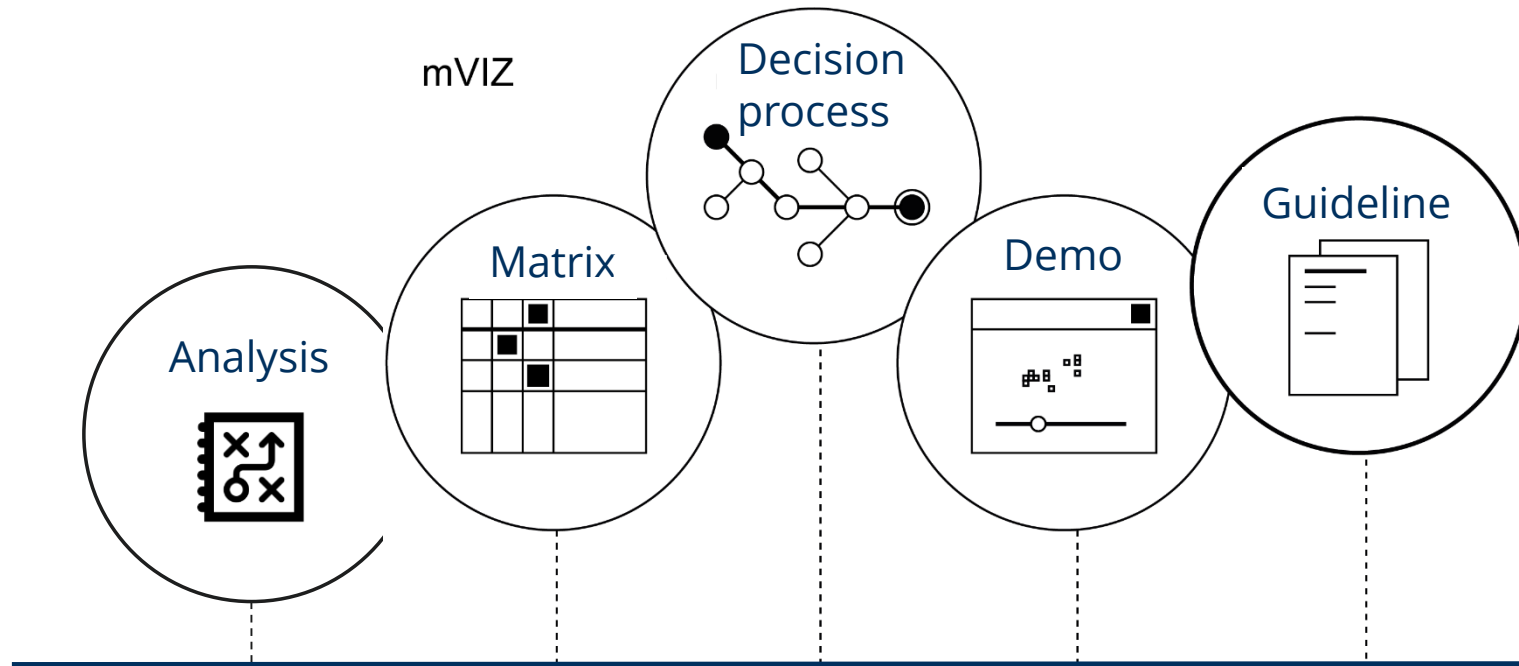 mVIZ
Analysis
Matrix
Decision
process
Demo
Guideline